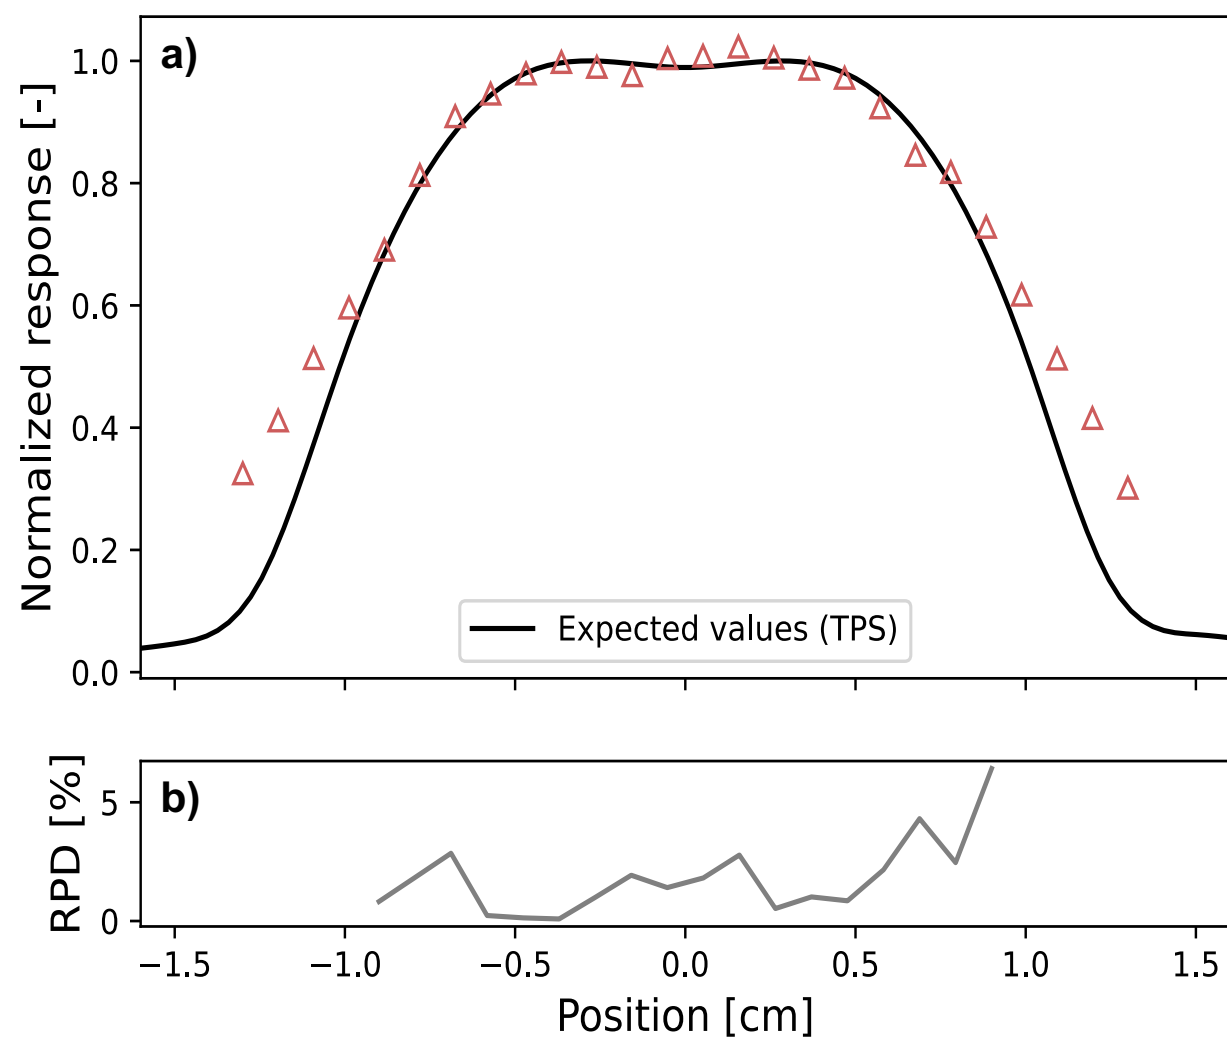 a)
Normalized response [-]
1.0
0.8
0.6
0.4
0.2
0.0
Expected values (TPS)
b)
RPD [%]
5
0
−1.5 −1.0 −0.5 0.0 0.5 1.0 1.5
Position [cm]